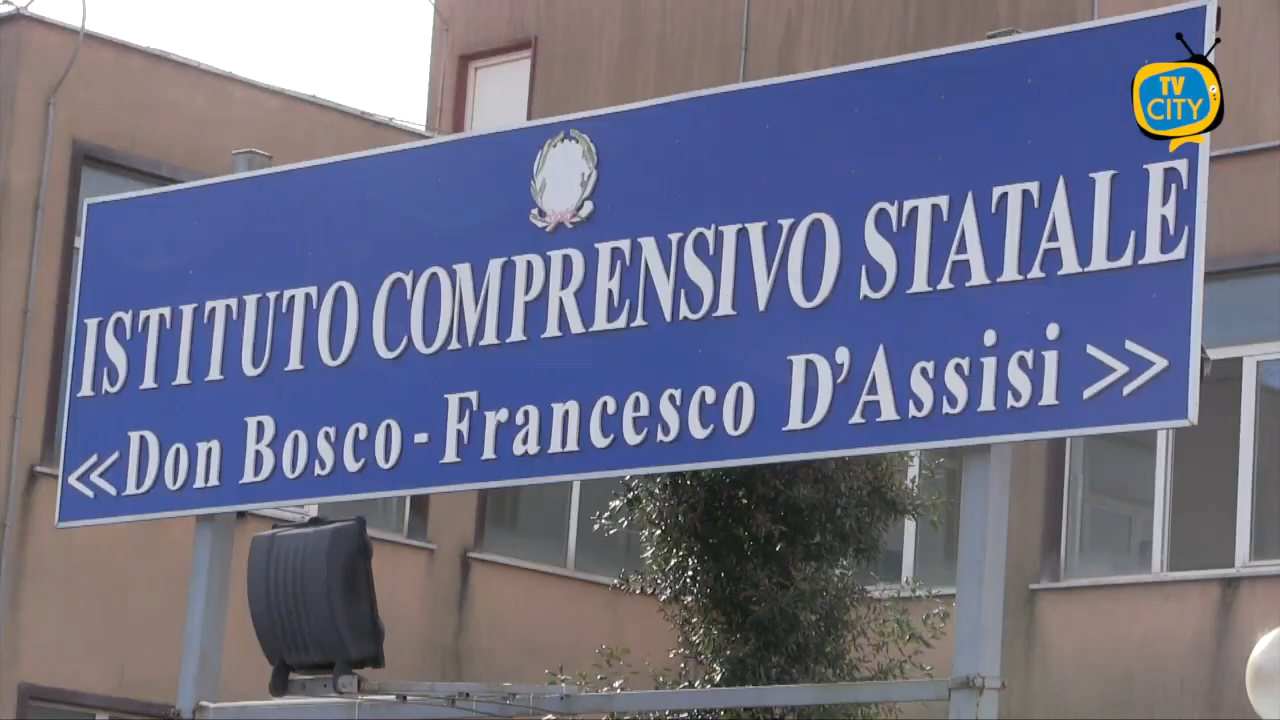 TV
CITY
ISTITUTO COMPRENSIVO STATALE
<<Don Bosco - Francesco D'Assisi >>